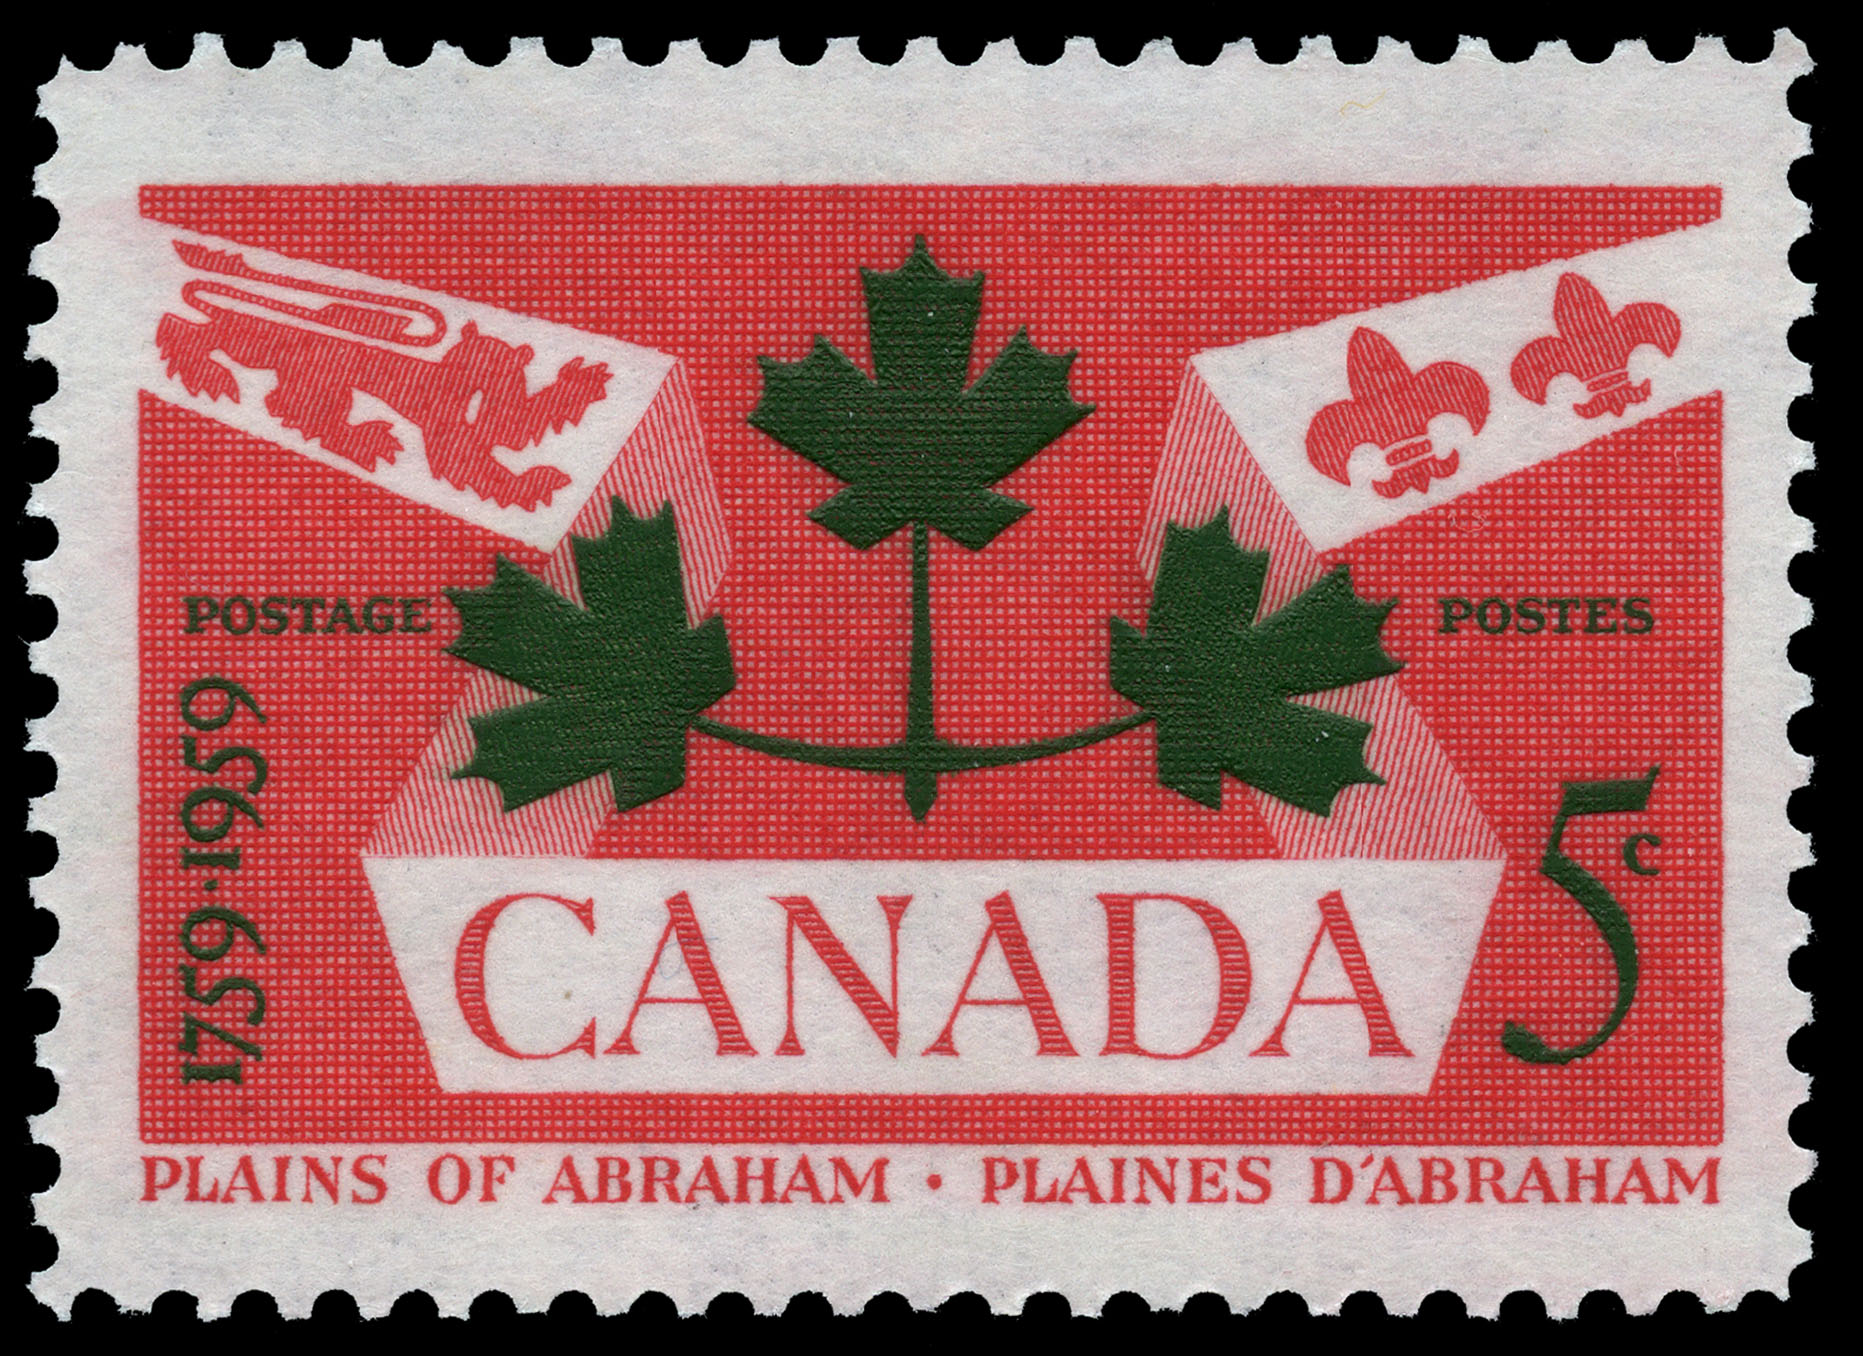 POSTAGE
POSTES
1759·1959
5c
CANADA
PLAINS OF ABRAHAM • PLAINES D'ABRAHAM